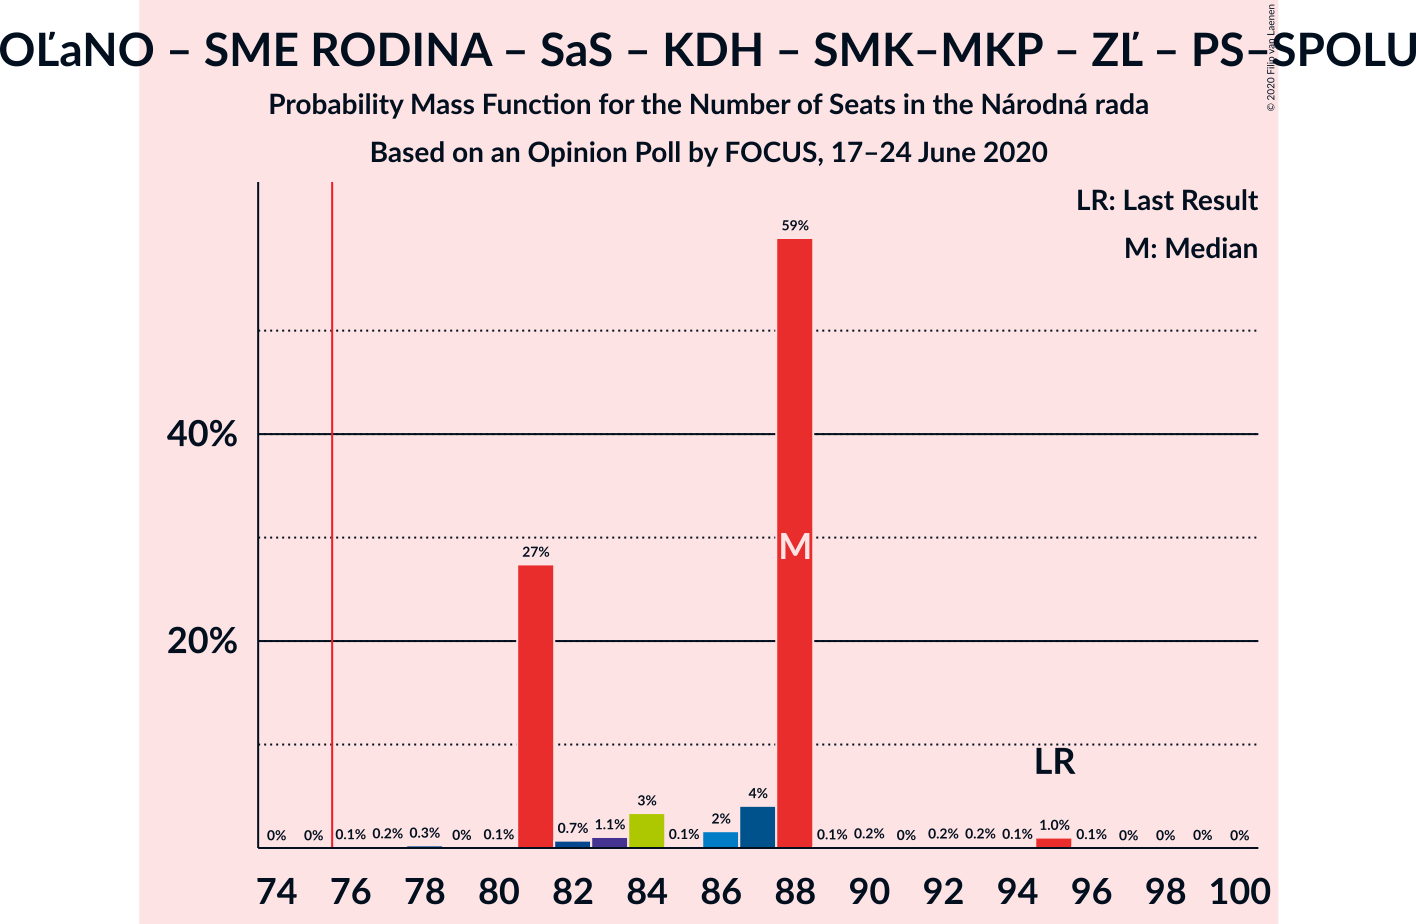 OĽaNO – SME RODINA – SaS – KDH – SMK–MKP – ZĽ – PS–SPOLU
© 2020 Filip van Laenen
Probability Mass Function for the Number of Seats in the Národná rada
Based on an Opinion Poll by FOCUS, 17–24 June 2020
LR: Last Result
M: Median
59%
40%
M
27%
20%
LR
0% 0% 0.1% 0.2% 0.3% 0% 0.1% 0.7% 1.1% 3% 0.1% 2% 4% 0.1% 0.2% 0% 0.2% 0.2% 0.1% 1.0% 0.1% 0% 0% 0% 0%
74 76 78 80 82 84 86 88 90 92 94 96 98 100